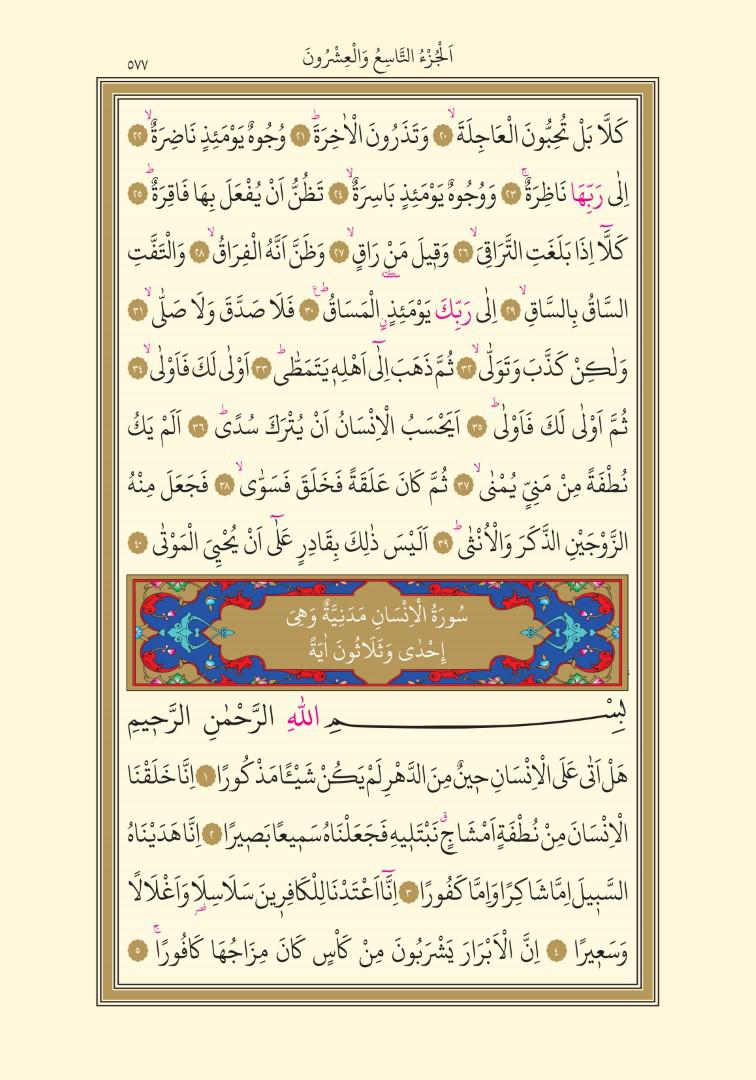 اَلْجُزْءُ التَّاسِعُ وَالْعِشْرُونَ
٥٧٧
كَلَّا بَلْ تُحِبُّونَ الْعَاجِلَةَۙ ﴿٢٠﴾ وَتَذَرُونَ الْاٰخِرَةَۜ ﴿٢١﴾ وُجُوهٌ يَوْمَئِذٍ نَاضِرَةٌۙ ﴿٢٢﴾
اِلٰى رَبِّهَا نَاظِرَةٌۚ ﴿٢٣﴾ وَوُجُوهٌ يَوْمَئِذٍ بَاسِرَةٌۙ ﴿٢٤﴾ تَظُنُّ اَنْ يُفْعَلَ بِهَا فَاقِرَةٌۜ ﴿٢٥﴾
كَلَّٓا اِذَا بَلَغَتِ التَّرَاقِيَۙ ﴿٢٦﴾ وَق۪يلَ مَنْ رَاقٍۙ ﴿٢٧﴾ وَظَنَّ اَنَّهُ الْفِرَاقُۙ ﴿٢٨﴾ وَالْتَفَّتِ
سكته
السَّاقُ بِالسَّاقِۙ ﴿٢٩﴾ اِلٰى رَبِّكَ يَوْمَئِذٍۨ الْمَسَاقُۜ ع ﴿٣٠﴾ فَلَا صَدَّقَ وَلَا صَلّٰىۙ ﴿٣١﴾
وَلٰكِنْ كَذَّبَ وَتَوَلّٰىۙ ﴿٣٢﴾ ثُمَّ ذَهَبَ اِلٰٓى اَهْلِه۪ يَتَمَطّٰىۜ ﴿٣٣﴾ اَوْلٰى لَكَ فَاَوْلٰىۙ ﴿٣٤﴾
ثُمَّ اَوْلٰى لَكَ فَاَوْلٰىۜ ﴿٣٥﴾ اَيَحْسَبُ الْاِنْسَانُ اَنْ يُتْرَكَ سُدًىۜ ﴿٣٦﴾ اَلَمْ يَكُ
نُطْفَةً مِنْ مَنِيٍّ يُمْنٰىۙ ﴿٣٧﴾ ثُمَّ كَانَ عَلَقَةً فَخَلَقَ فَسَوّٰىۙ ﴿٣٨﴾ فَجَعَلَ مِنْهُ
الزَّوْجَيْنِ الذَّكَرَ وَالْاُنْثٰىۜ ﴿٣٩﴾ اَلَيْسَ ذٰلِكَ بِقَادِرٍ عَلٰٓى اَنْ يُحْيِيَ الْمَوْتٰى ﴿٤٠﴾
سُورَةُ الْاِنْسَانِ مَدَنِيَّةٌ وَهِيَ
اِحْدٰى وَثَلَاثُونَ اٰيَةً
بِسْمِ اللّٰهِ الرَّحْمٰنِ الرَّح۪يمِ
هَلْ اَتٰى عَلَى الْاِنْسَانِ ح۪ينٌ مِنَ الدَّهْرِ لَمْ يَكُنْ شَيْـًٔا مَذْكُورًا ﴿١﴾ اِنَّا خَلَقْنَا
الْاِنْسَانَ مِنْ نُطْفَةٍ اَمْشَاجٍۗ نَبْتَل۪يهِ فَجَعَلْنَاهُ سَم۪يعًا بَص۪يرًا ﴿٢﴾ اِنَّا هَدَيْنَاهُ
السَّب۪يلَ اِمَّا شَاكِرًا وَاِمَّا كَفُورًا ﴿٣﴾ اِنَّٓا اَعْتَدْنَا لِلْكَافِر۪ينَ سَلَاسِلَا۬ وَاَغْلَالًا
قصر
وَسَع۪يرًا ﴿٤﴾ اِنَّ الْاَبْرَارَ يَشْرَبُونَ مِنْ كَأْسٍ كَانَ مِزَاجُهَا كَافُورًاۚ ﴿٥﴾